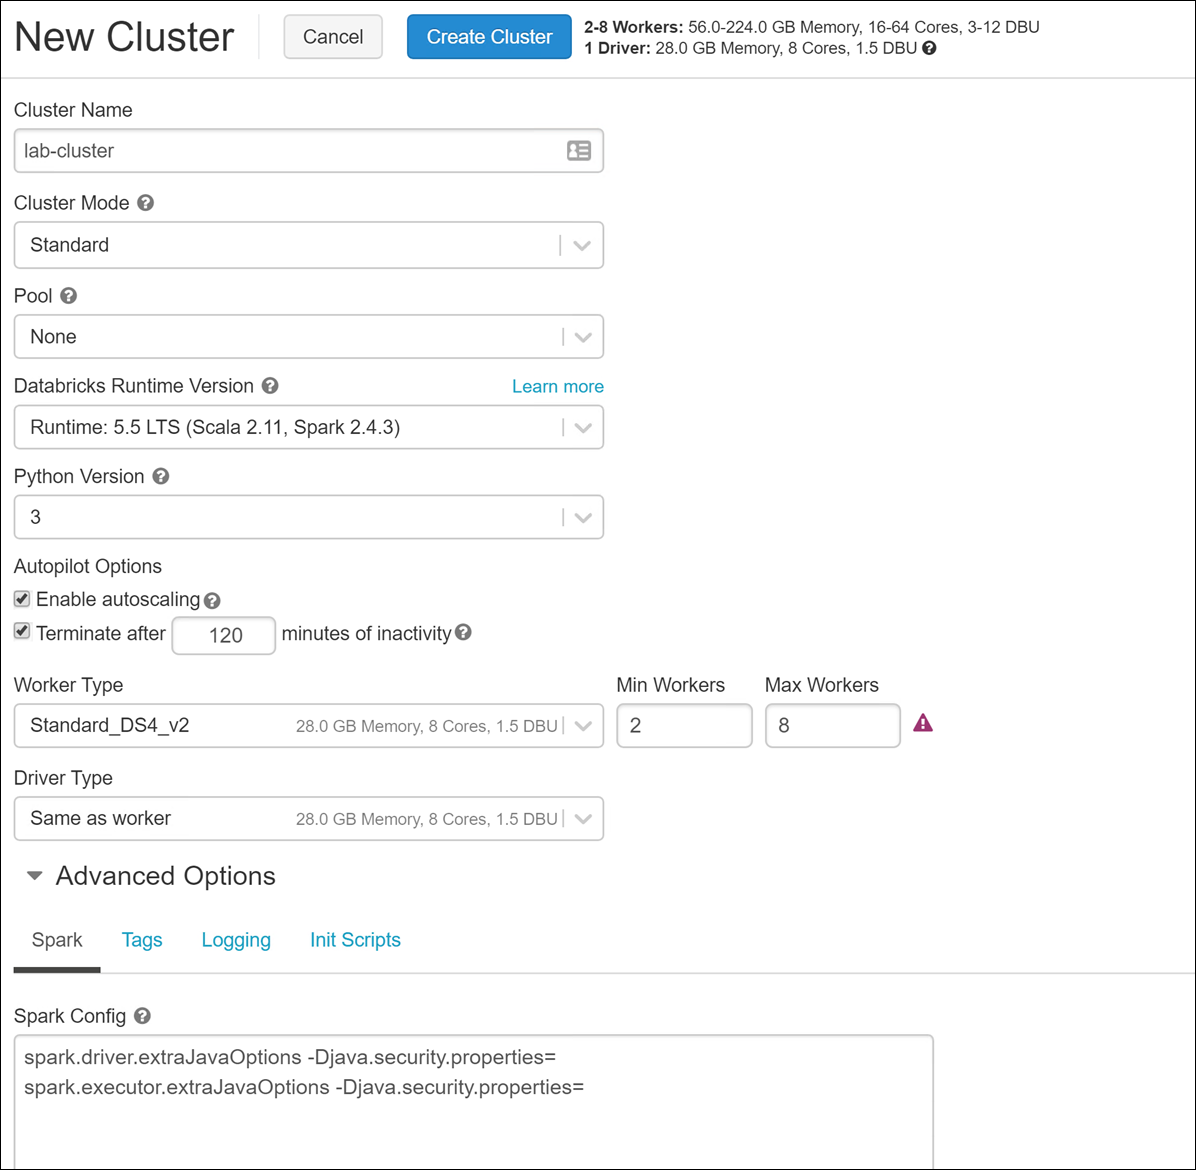 New Cluster
Cancel
Create Cluster
2-8 Workers: 56.0-224.0 GB Memory, 16-64 Cores, 3-12 DBU
1 Driver: 28.0 GB Memory, 8 Cores, 1.5 DBU ?
Cluster Name
lab-cluster
Cluster Mode ?
Standard
Pool ?
None
Databricks Runtime Version ? Learn more
Runtime: 5.5 LTS (Scala 2.11, Spark 2.4.3)
Python Version ?
3
Autopilot Options
Enable autoscaling ?
Terminate after 120 minutes of inactivity ?
Worker Type Min Workers Max Workers
Standard_DS4_v2 28.0 GB Memory, 8 Cores, 1.5 DBU 2 8
Driver Type
Same as worker 28.0 GB Memory, 8 Cores, 1.5 DBU
Advanced Options
Spark Tags Logging Init Scripts
Spark Config ?
spark.driver.extraJavaOptions -Djava.security.properties=
spark.executor.extraJavaOptions -Djava.security.properties=